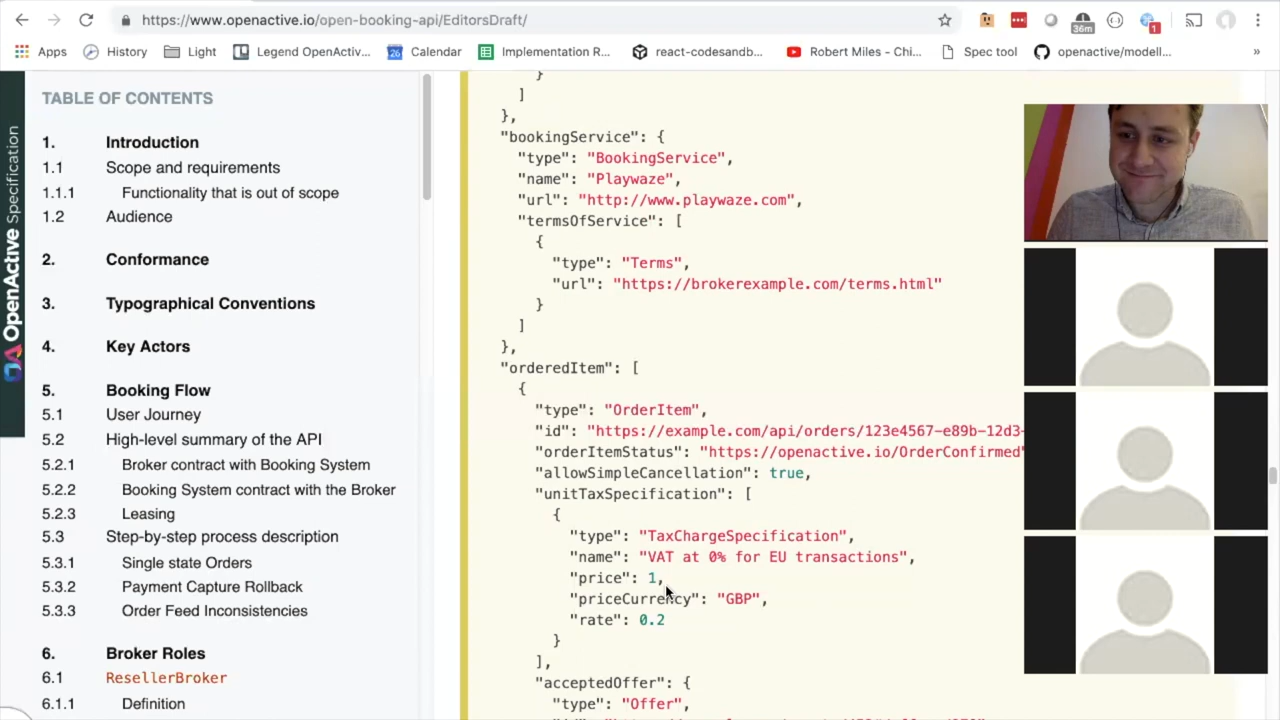 https://www.openactive.io/open-booking-api/EditorsDraft/
36m
1
Apps
History
Light
Legend OpenActiv...
26
Calendar
Implementation R...
react-codesandb...
Robert Miles - Chi...
Spec tool
openactive/modell...
»
OpenActive Specification
TABLE OF CONTENTS
1. Introduction
1.1 Scope and requirements
1.1.1 Functionality that is out of scope
1.2 Audience
2. Conformance
3. Typographical Conventions
4. Key Actors
5. Booking Flow
5.1 User Journey
5.2 High-level summary of the API
5.2.1 Broker contract with Booking System
5.2.2 Booking System contract with the Broker
5.2.3 Leasing
5.3 Step-by-step process description
5.3.1 Single state Orders
5.3.2 Payment Capture Rollback
5.3.3 Order Feed Inconsistencies
6. Broker Roles
6.1 ResellerBroker
6.1.1 Definition
}
]
},
"bookingService": {
"type": "BookingService",
"name": "Playwaze",
"url": "http://www.playwaze.com",
"termsOfService": [
{
"type": "Terms",
"url": "https://brokerexample.com/terms.html"
}
]
},
"orderedItem": [
{
"type": "OrderItem",
"id": "https://example.com/api/orders/123e4567-e89b-12d3-
"orderItemStatus": "https://openactive.io/OrderConfirmed"
"allowSimpleCancellation": true,
"unitTaxSpecification": [
{
"type": "TaxChargeSpecification",
"name": "VAT at 0% for EU transactions",
"price": 1,
"priceCurrency": "GBP",
"rate": 0.2
}
],
"acceptedOffer": {
"type": "Offer",